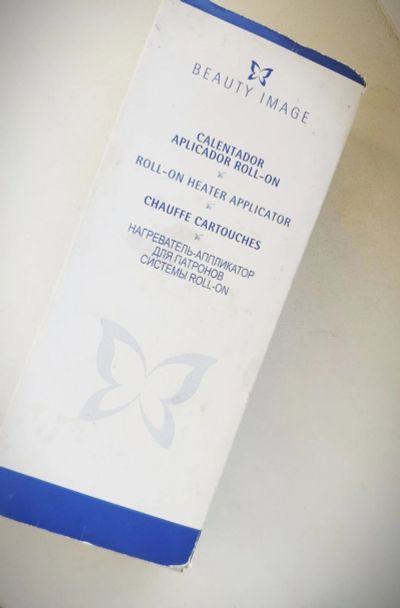 BEAUTY IMAGE
CALENTADOR
APLICADOR ROLL-ON
ROLL-ON HEATER APPLICATOR
CHAUFFE CARTOUCHES
НАГРЕВАТЕЛЬ-АППЛИКАТОР
ДЛЯ ПАТРОНОВ
СИСТЕМЫ ROLL-ON